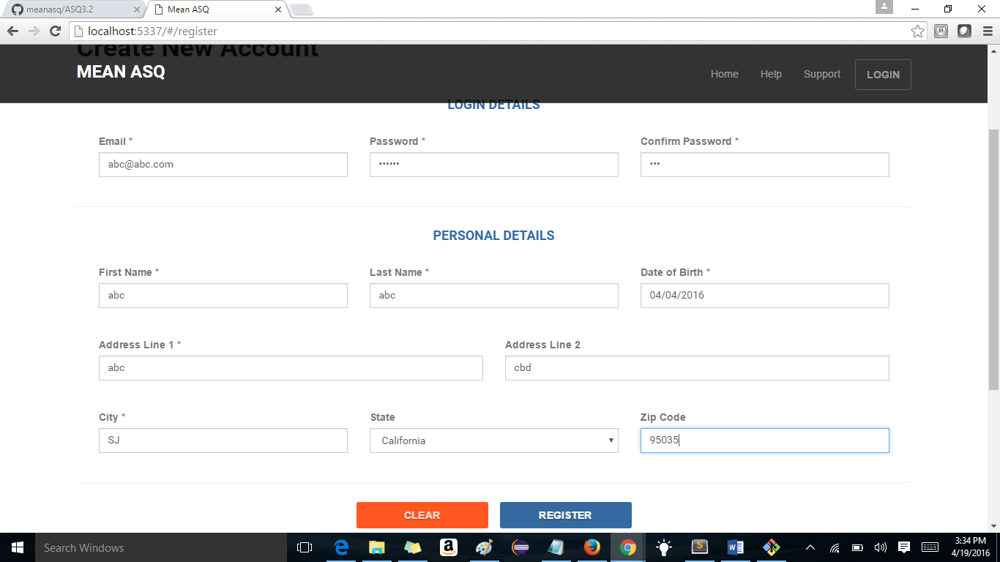 meanasq/ASQ3.2
Mean ASQ
localhost:5337/#/register
Create New Account
MEAN ASQ
Home Help Support LOGIN
LOGIN DETAILS
Email * Password * Confirm Password *
abc@abc.com •••••• •••
PERSONAL DETAILS
First Name * Last Name * Date of Birth *
abc abc 04/04/2016
Address Line 1 * Address Line 2
abc cbd
City * State Zip Code
SJ California 95035
CLEAR REGISTER
Search Windows
3:34 PM
4/19/2016